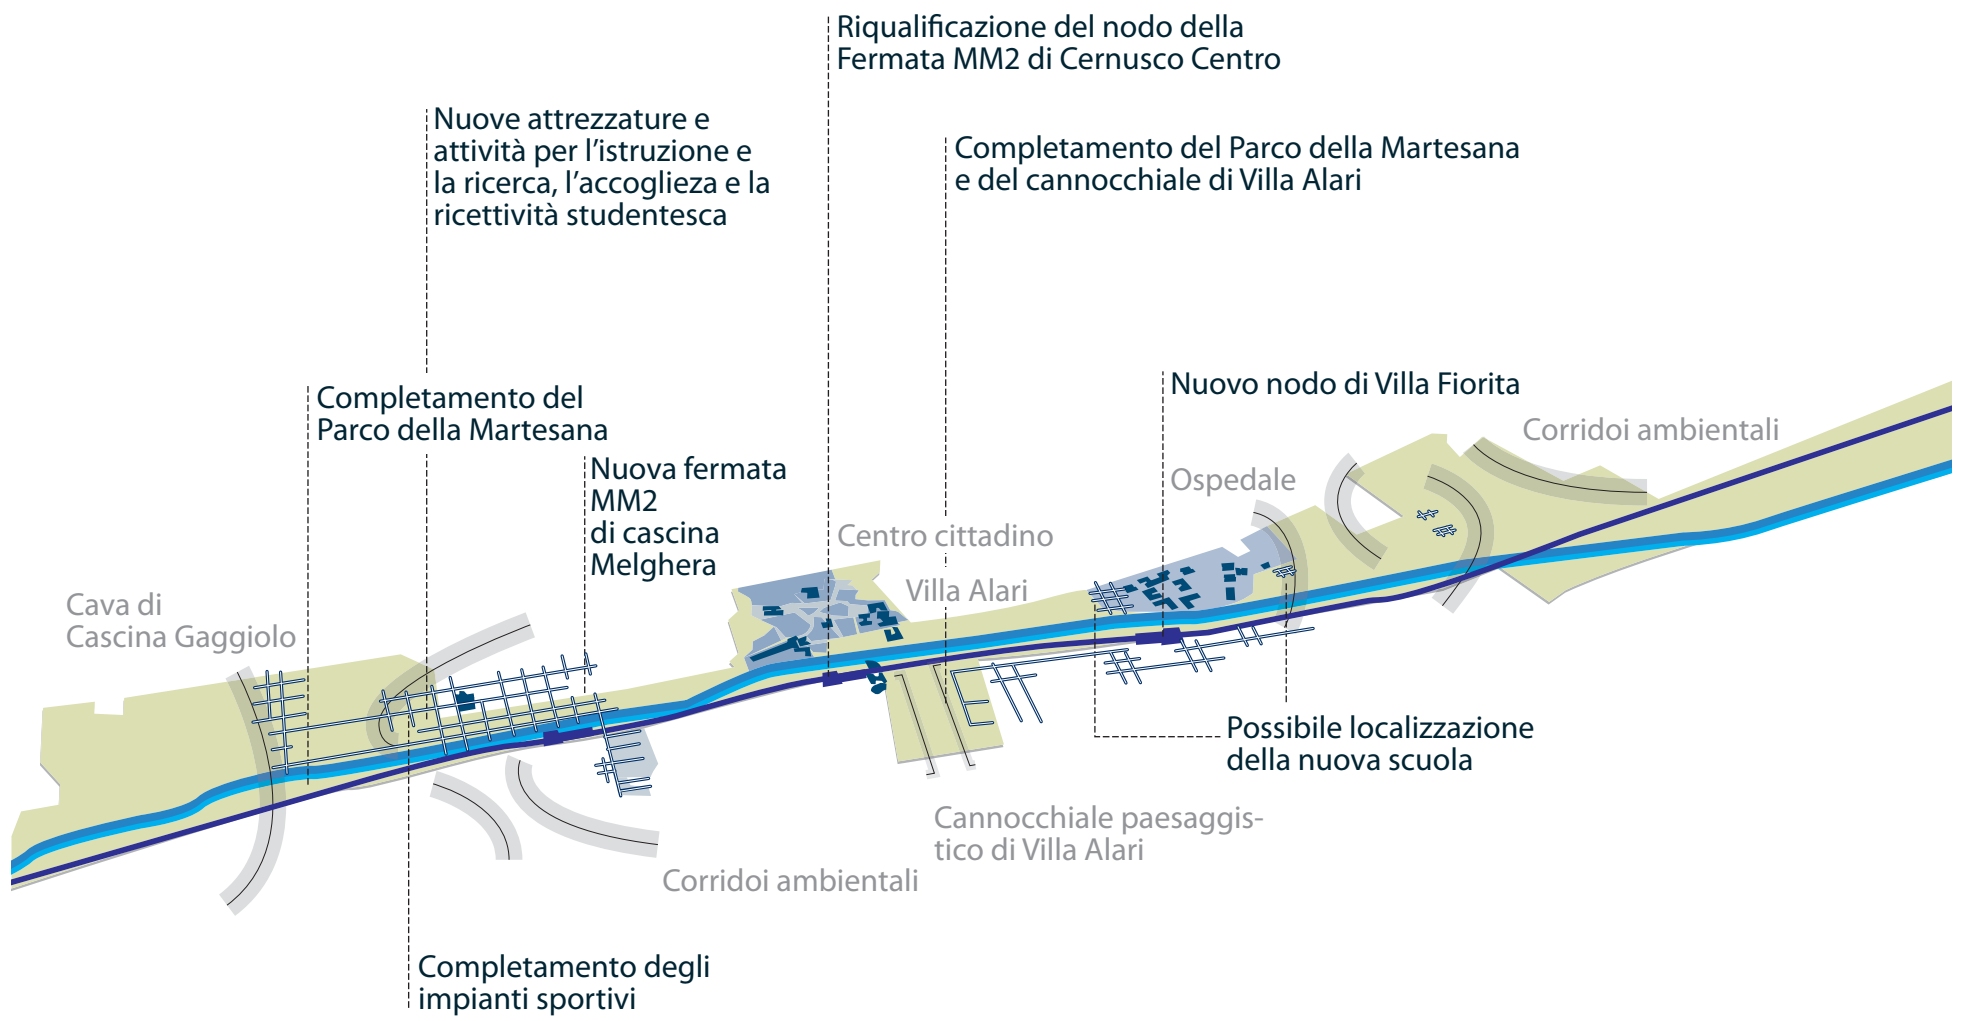 Riqualificazione del nodo della
Fermata MM2 di Cernusco Centro
Nuove attrezzature e
attività per l'istruzione e
la ricerca, l'accoglieza e la
ricettività studentesca
Completamento del Parco della Martesana
e del cannocchiale di Villa Alari
Completamento del
Parco della Martesana
Nuovo nodo di Villa Fiorita
Corridoi ambientali
Nuova fermata
MM2
di cascina
Melghera
Ospedale
Centro cittadino
Villa Alari
Cava di
Cascina Gaggiolo
Possibile localizzazione
della nuova scuola
Cannocchiale paesaggis-
tico di Villa Alari
Corridoi ambientali
Completamento degli
impianti sportivi